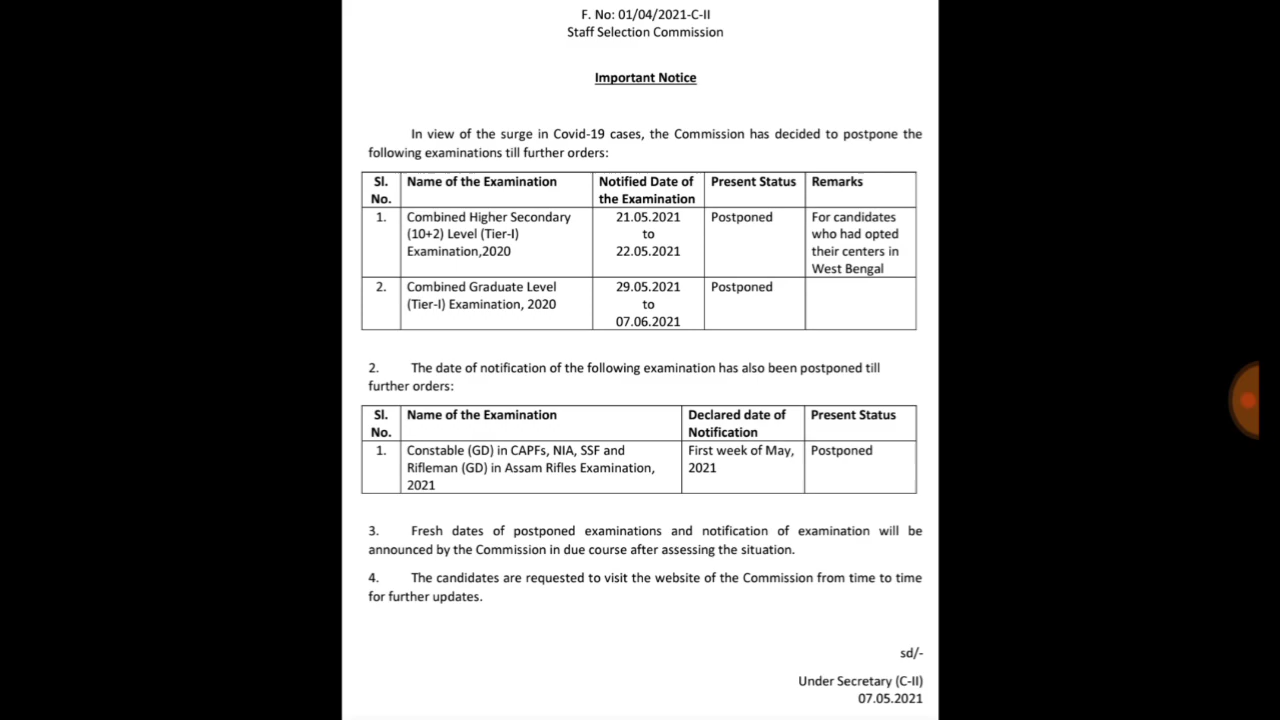 F. No: 01/04/2021-C-II
Staff Selection Commission
Important Notice
In view of the surge in Covid-19 cases, the Commission has decided to postpone the
following examinations till further orders:
Sl. No. Name of the Examination Notified Date of the Examination Present Status Remarks
1. Combined Higher Secondary (10+2) Level (Tier-I) Examination,2020 21.05.2021 to 22.05.2021 Postponed For candidates who had opted their centers in West Bengal
2. Combined Graduate Level (Tier-I) Examination, 2020 29.05.2021 to 07.06.2021 Postponed
2. The date of notification of the following examination has also been postponed till
further orders:
Sl. No. Name of the Examination Declared date of Notification Present Status
1. Constable (GD) in CAPFs, NIA, SSF and Rifleman (GD) in Assam Rifles Examination, 2021 First week of May, 2021 Postponed
3. Fresh dates of postponed examinations and notification of examination will be
announced by the Commission in due course after assessing the situation.
4. The candidates are requested to visit the website of the Commission from time to time
for further updates.
sd/-
Under Secretary (C-II)
07.05.2021